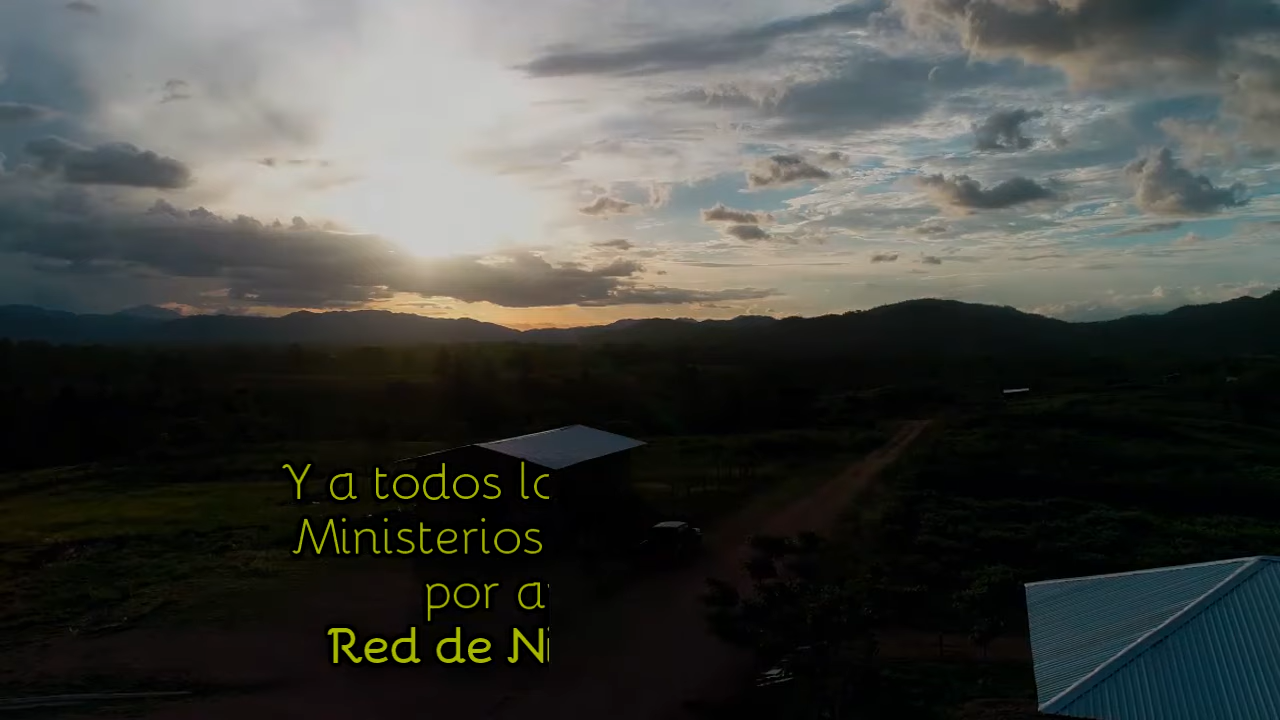 Y a todos
Ministerios
por
Red de